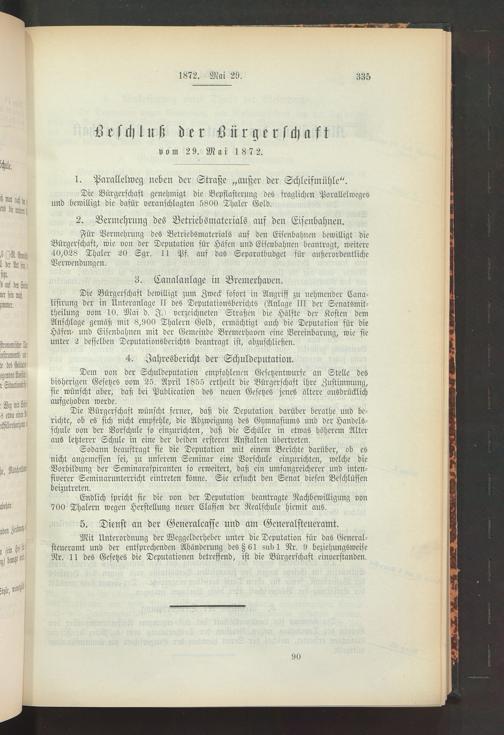 1872. Mai 29. 335
Beschluß der Bürgerschaft
vom 29. Mai 1872.
1. Parallelweg neben der Straße „außer der Schleifmühle“.
Die Bürgerschaft genehmigt die Bepflasterung des fraglichen Parallelweges
und bewilligt die dafür veranschlagten 5800 Thaler Gold.
2. Vermehrung des Betriebsmaterials auf den Eisenbahnen.
Für Vermehrung des Betriebsmaterials auf den Eisenbahnen bewilligt die
Bürgerschaft, wie von der Deputation für Häfen und Eisenbahnen beantragt, weitere
40,028 Thaler 20 Sgr. 11 Pf. auf das Separatbudget für außerordentliche
Verwendungen.
3. Canalanlage in Bremerhaven.
Die Bürgerschaft bewilligt zum Zweck sofort in Angriff zu nehmender Cana-
lisirung der in Unteranlage II des Deputationsberichts (Anlage III der Senatsmit-
theilung vom 10. Mai d. J.) verzeichneten Straßen die Hälfte der Kosten dem
Anschlage gemäß mit 8,900 Thalern Gold, ermächtigt auch die Deputation für die
Häfen- und Eisenbahnen mit der Gemeinde Bremerhaven eine Vereinbarung, wie sie
unter 2 desselben Deputationsberichts beantragt ist, abzuschließen.
4. Jahresbericht der Schuldeputation.
Dem von der Schuldeputation empfohlenen Gesetzentwurfe an Stelle des
bisherigen Gesetzes vom 25. April 1855 ertheilt die Bürgerschaft ihre Zustimmung,
sie wünscht aber, daß bei Publication des neuen Gesetzes jenes ältere ausdrücklich
aufgehoben werde.
Die Bürgerschaft wünscht ferner, daß die Deputation darüber berathe und be-
richte, ob es sich nicht empfehle, die Abzweigung des Gymnasiums und der Handels-
schule von der Vorschule so einzurichten, daß die Schüler in etwas höherem Alter
aus letzterer Schule in eine der beiden ersteren Anstalten übertreten.
Sodann beauftragt sie die Deputation mit einem Berichte darüber, ob es
nicht angemessen sei, zu unserem Seminar eine Vorschule einzurichten, welche die
Vorbildung der Seminaraspiranten so erweitert, daß ein umfangreicherer und inten-
siverer Seminarunterricht eintreten könne. Sie ersucht den Senat diesen Beschlüssen
beizutreten.
Endlich spricht sie die von der Deputation beantragte Nachbewilligung von
700 Thalern wegen Herstellung neuer Classen der Realschule hiemit aus.
5. Dienst an der Generalcasse und am Generalsteueramt.
Mit Unterordnung der Weggelderheber unter die Deputation für das General-
steueramt und der entsprechenden Abänderung des § 61 sub 1 Nr. 9 beziehungsweise
Nr. 11 des Gesetzes die Deputationen betreffend, ist die Bürgerschaft einverstanden.
90